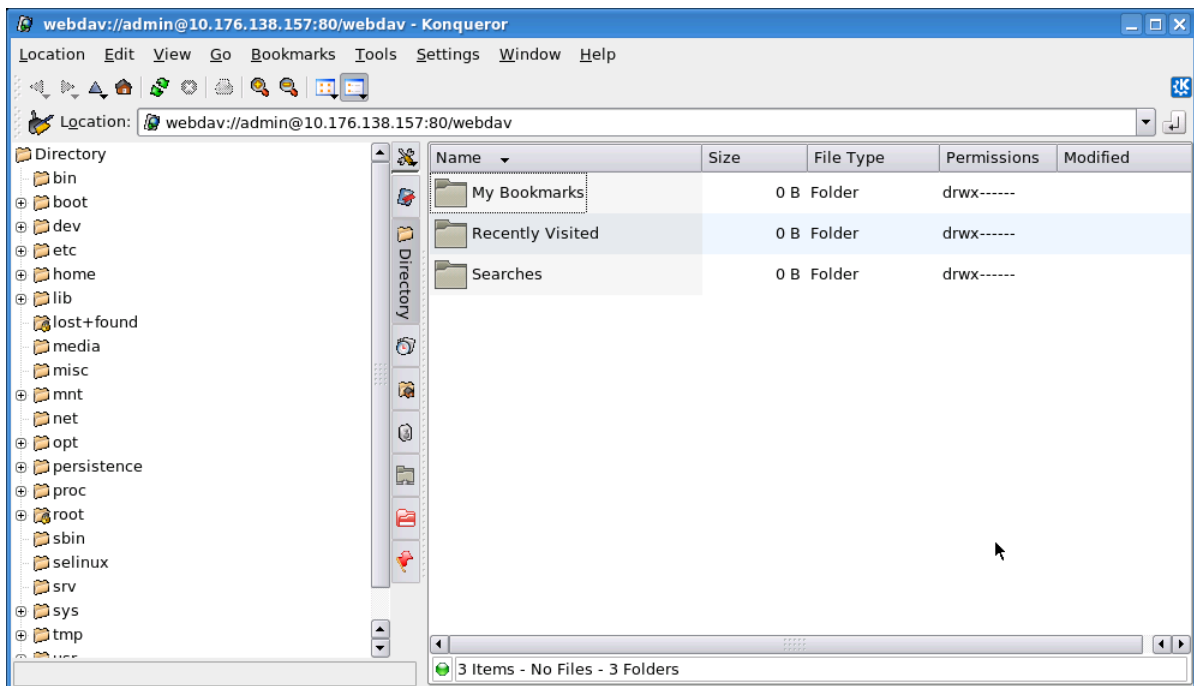 webdav://admin@10.176.138.157:80/webdav - Konqueror
Location Edit View Go Bookmarks Tools Settings Window Help
Location: webdav://admin@10.176.138.157:80/webdav
Directory
bin
boot
dev
etc
home
lib
lost+found
media
misc
mnt
net
opt
persistence
proc
root
sbin
selinux
srv
sys
tmp
usr
Directory
Name Size File Type Permissions Modified
My Bookmarks 0 B Folder drwx------
Recently Visited 0 B Folder drwx------
Searches 0 B Folder drwx------
3 Items - No Files - 3 Folders